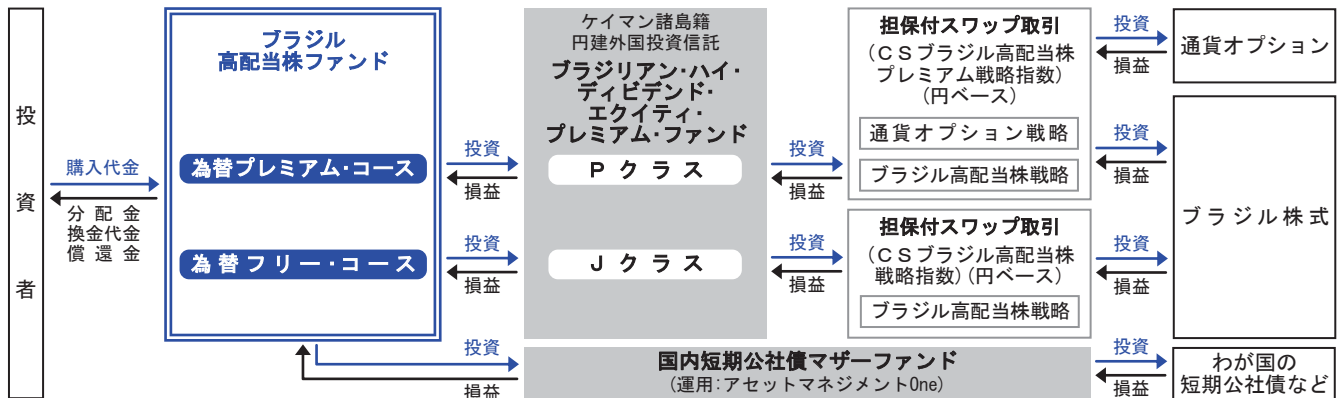 投資者
購入代金
分配金
換金代金
償還金
ブラジル
高配当株ファンド
為替プレミアム・コース
為替フリー・コース
投資
損益
投資
損益
ケイマン諸島籍
円建外国投資信託
ブラジリアン・ハイ・
ディビデンド・
エクイティ・
プレミアム・ファンド
Pクラス
Jクラス
投資
損益
投資
損益
担保付スワップ取引
(CSブラジル高配当株
プレミアム戦略指数)
(円ベース)
通貨オプション戦略
ブラジル高配当株戦略
担保付スワップ取引
(CSブラジル高配当株
戦略指数)(円ベース)
ブラジル高配当株戦略
投資
損益
通貨オプション
投資
損益
投資
損益
ブラジル株式
投資
損益
国内短期公社債マザーファンド
(運用:アセットマネジメントOne)
投資
損益
わが国の
短期公社債など